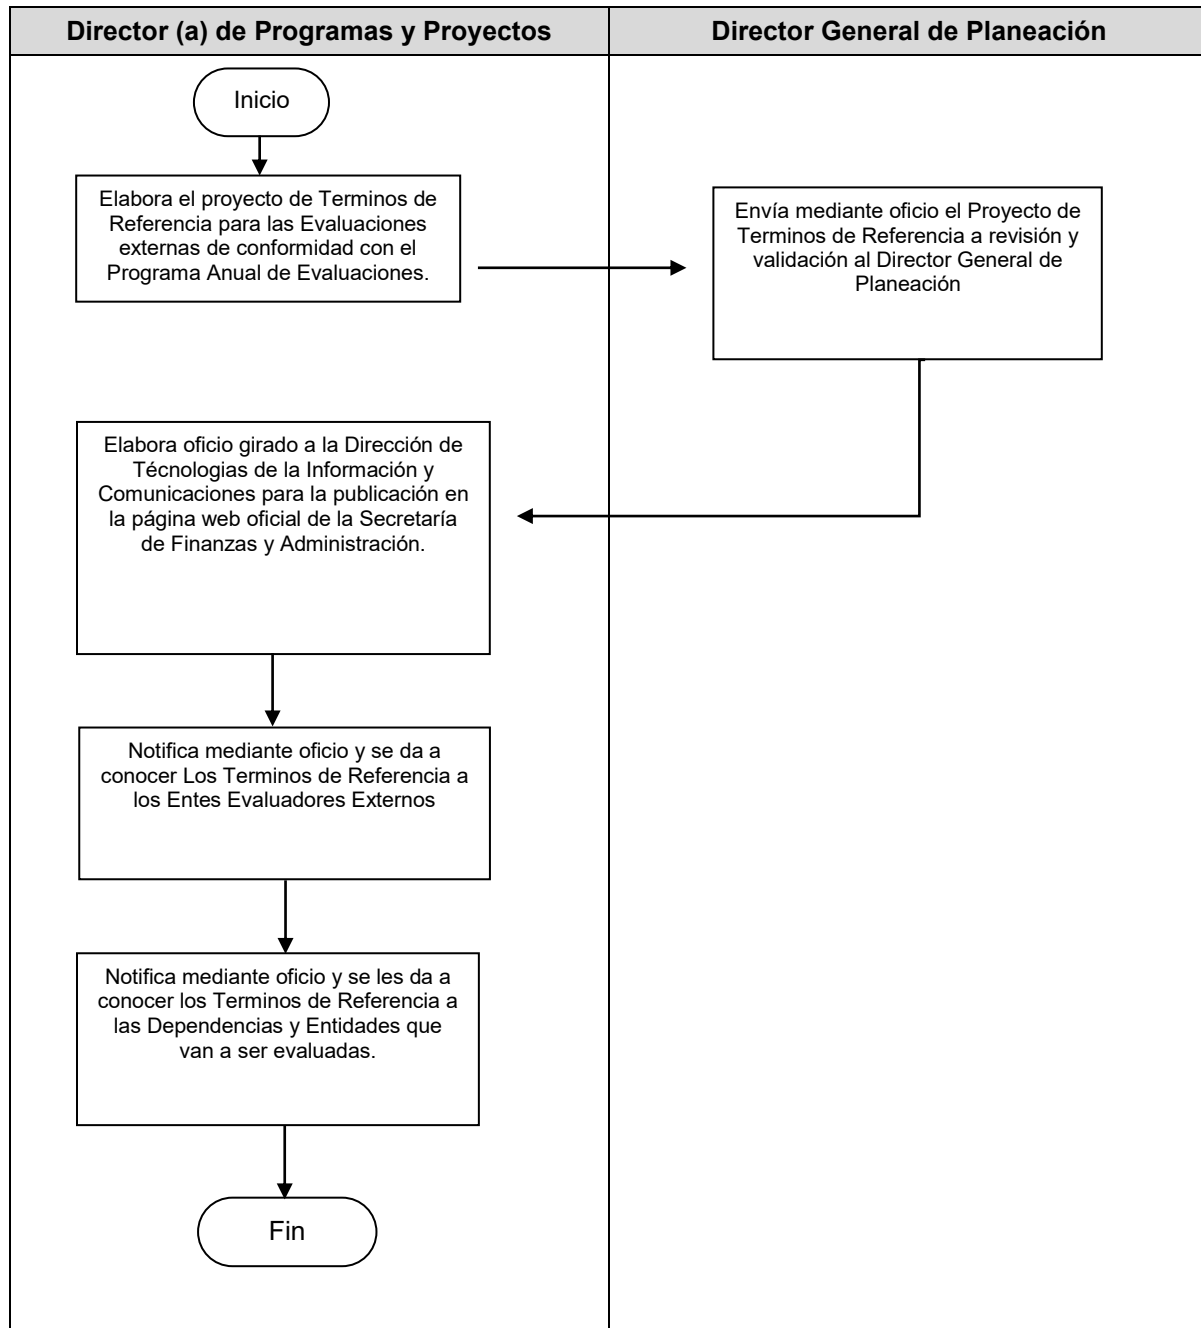 Director (a) de Programas y Proyectos
Director General de Planeación
Inicio
Elabora el proyecto de Terminos de
Referencia para las Evaluaciones
externas de conformidad con el
Programa Anual de Evaluaciones.
Envía mediante oficio el Proyecto de
Terminos de Referencia a revisión y
validación al Director General de
Planeación
Elabora oficio girado a la Dirección de
Técnologias de la Información y
Comunicaciones para la publicación en
la página web oficial de la Secretaría
de Finanzas y Administración.
Notifica mediante oficio y se da a
conocer Los Terminos de Referencia a
los Entes Evaluadores Externos
Notifica mediante oficio y se les da a
conocer los Terminos de Referencia a
las Dependencias y Entidades que
van a ser evaluadas.
Fin